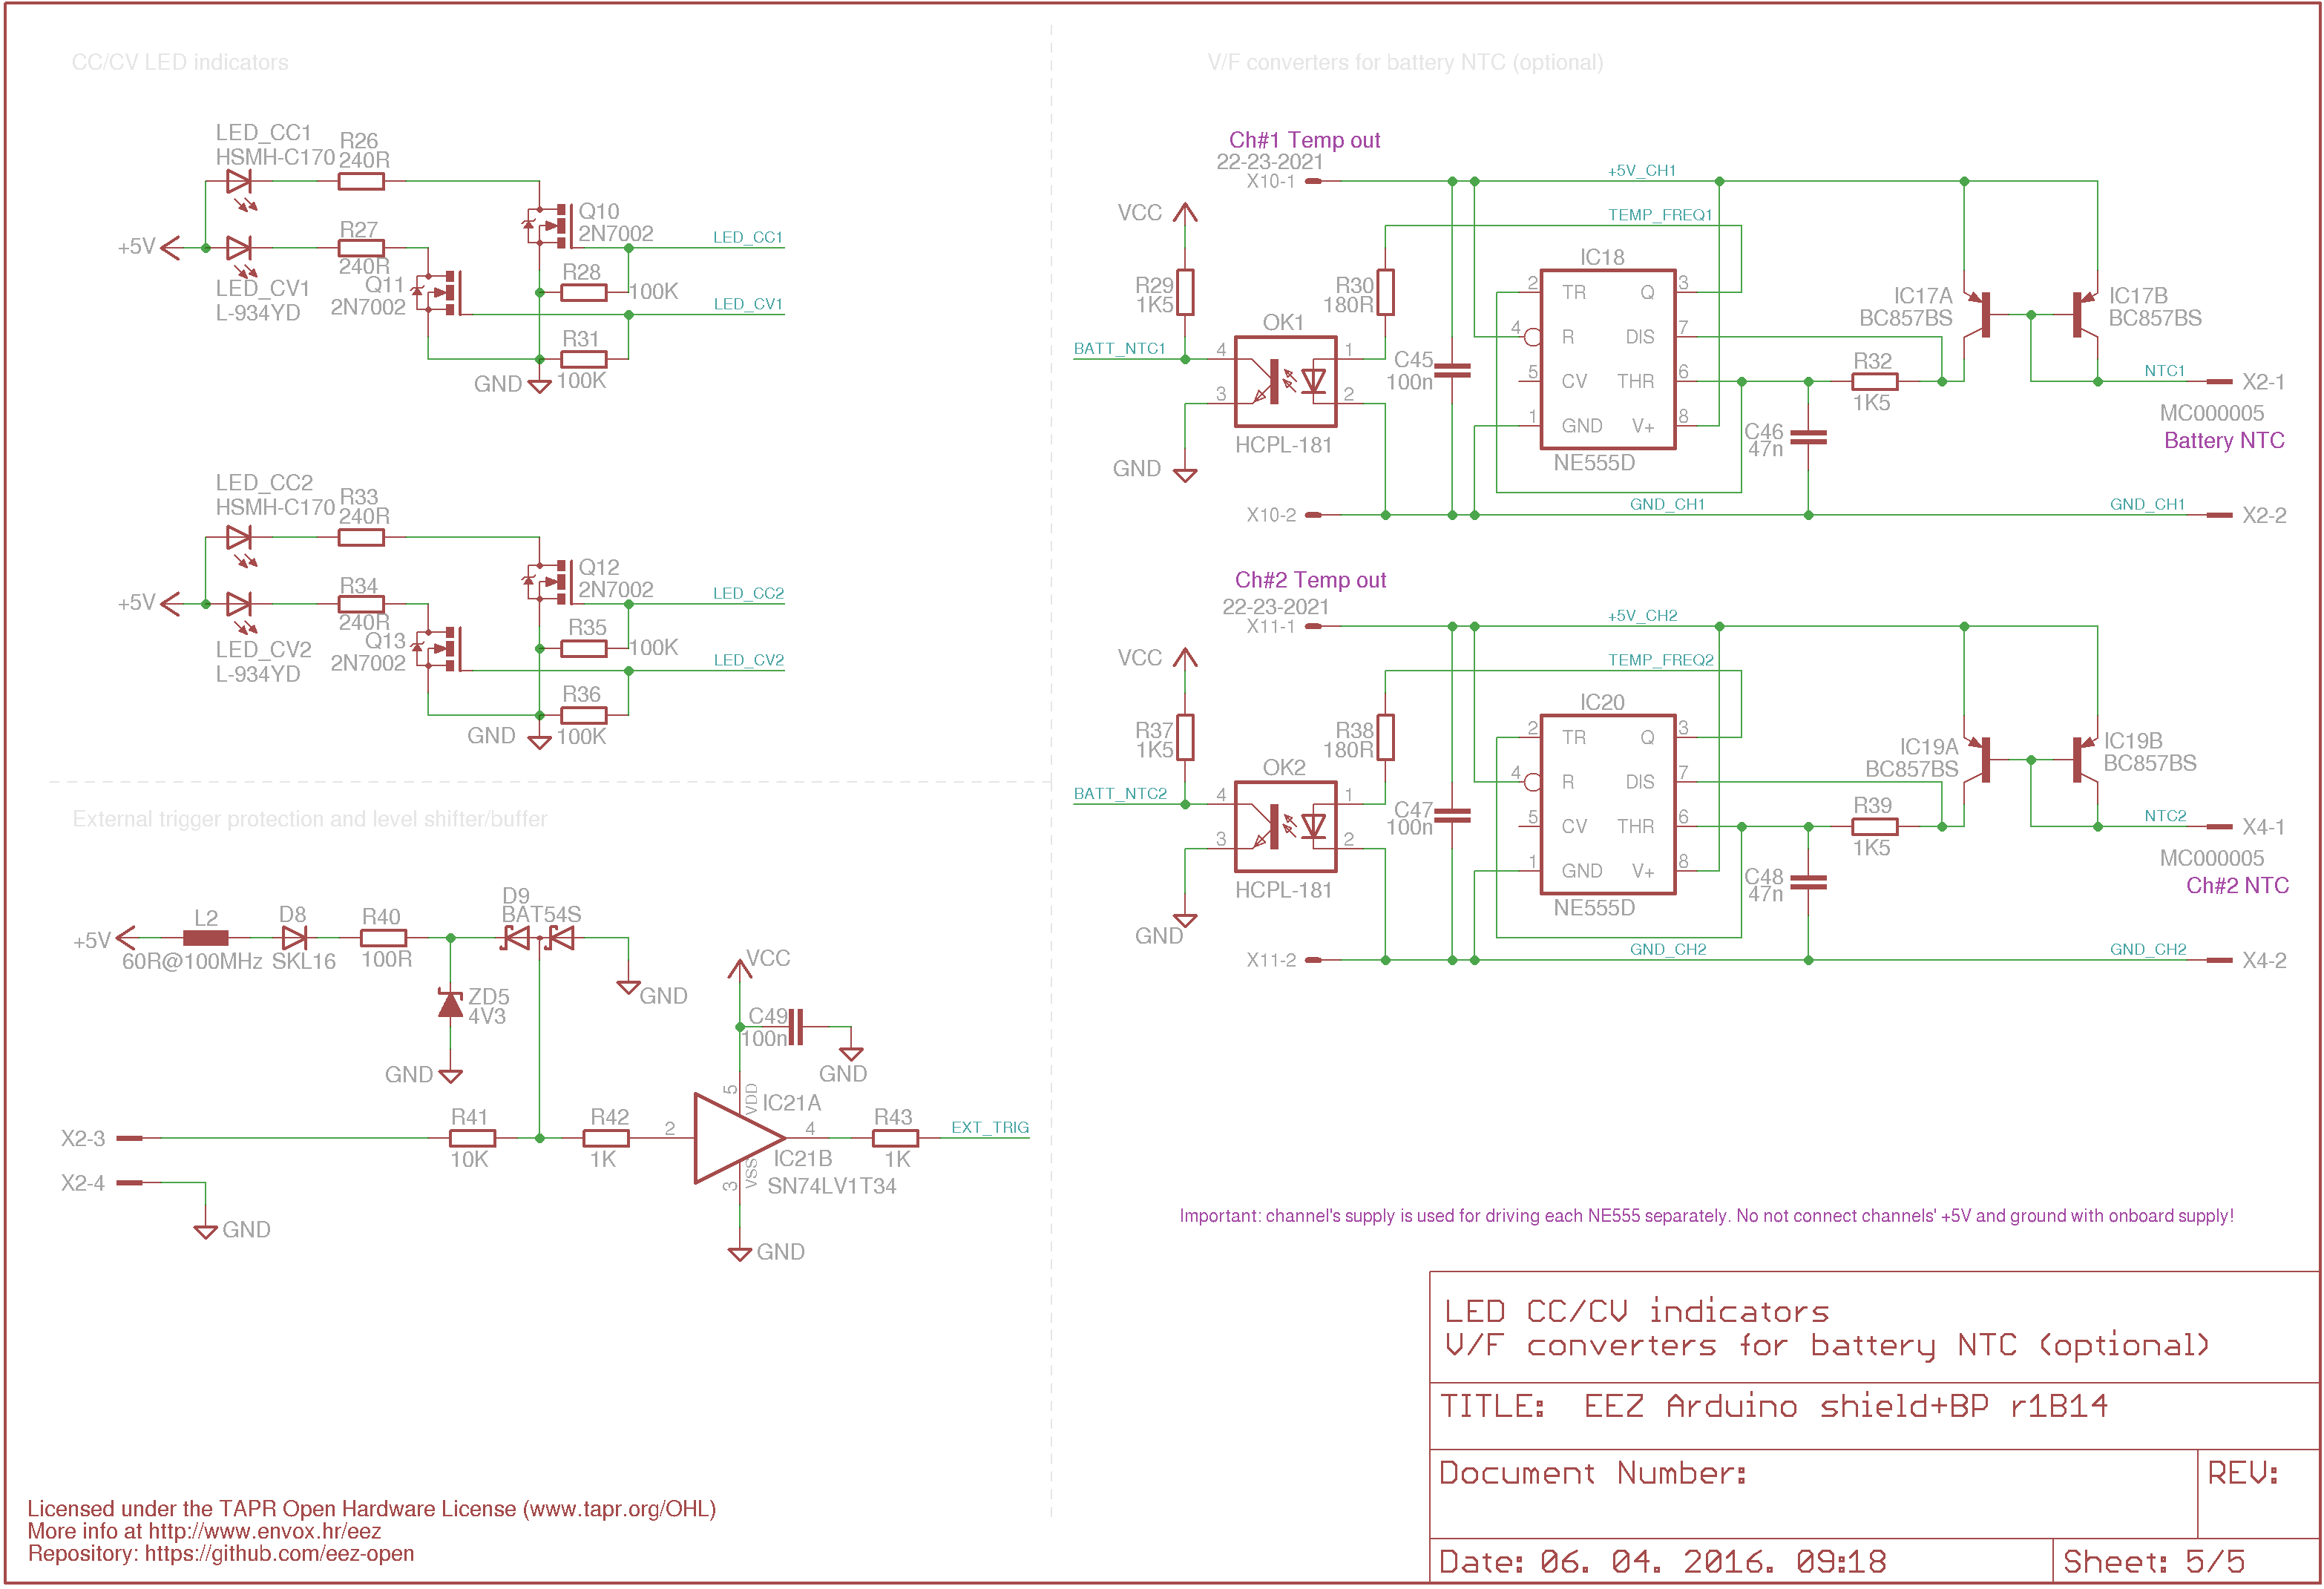 CC/CV LED indicators
LED_CC1
HSMH-C170
R26
240R
+5V
R27
240R
LED_CV1
L-934YD
Q10
2N7002
Q11
2N7002
LED_CC1
R28
100K
LED_CV1
R31
100K
GND
LED_CC2
HSMH-C170
R33
240R
+5V
R34
240R
LED_CV2
L-934YD
Q12
2N7002
Q13
2N7002
LED_CC2
R35
100K
LED_CV2
R36
100K
GND
External trigger protection and level shifter/buffer
+5V
L2
60R@100MHz
D8
SKL16
R40
100R
D9
BAT54S
GND
ZD5
4V3
GND
VCC
C49
100n
GND
X2-3
R41
10K
R42
1K
2
5
VDD
IC21A
4
IC21B
SN74LV1T34
3
VSS
R43
1K
EXT_TRIG
X2-4
GND
GND
V/F converters for battery NTC (optional)
Ch#1 Temp out
22-23-2021
X10-1
+5V_CH1
VCC
TEMP_FREQ1
R29
1K5
R30
180R
OK1
BATT_NTC1
4
3
1
2
HCPL-181
GND
C45
100n
IC18
2 TR Q 3
4 R DIS 7
5 CV THR 6
1 GND V+ 8
NE555D
IC17A
BC857BS
IC17B
BC857BS
R32
1K5
C46
47n
NTC1
X2-1
MC000005
Battery NTC
X10-2
GND_CH1
GND_CH1
X2-2
Ch#2 Temp out
22-23-2021
X11-1
+5V_CH2
VCC
TEMP_FREQ2
R37
1K5
R38
180R
OK2
BATT_NTC2
4
3
1
2
HCPL-181
GND
C47
100n
IC20
2 TR Q 3
4 R DIS 7
5 CV THR 6
1 GND V+ 8
NE555D
IC19A
BC857BS
IC19B
BC857BS
R39
1K5
C48
47n
NTC2
X4-1
MC000005
Ch#2 NTC
X11-2
GND_CH2
GND_CH2
X4-2
Important: channel's supply is used for driving each NE555 separately. No not connect channels' +5V and ground with onboard supply!
LED CC/CV indicators
V/F converters for battery NTC (optional)
TITLE: EEZ Arduino shield+BP r1B14
Document Number:
REV:
Date: 06. 04. 2016. 09:18
Sheet: 5/5
Licensed under the TAPR Open Hardware License (www.tapr.org/OHL)
More info at http://www.envox.hr/eez
Repository: https://github.com/eez-open